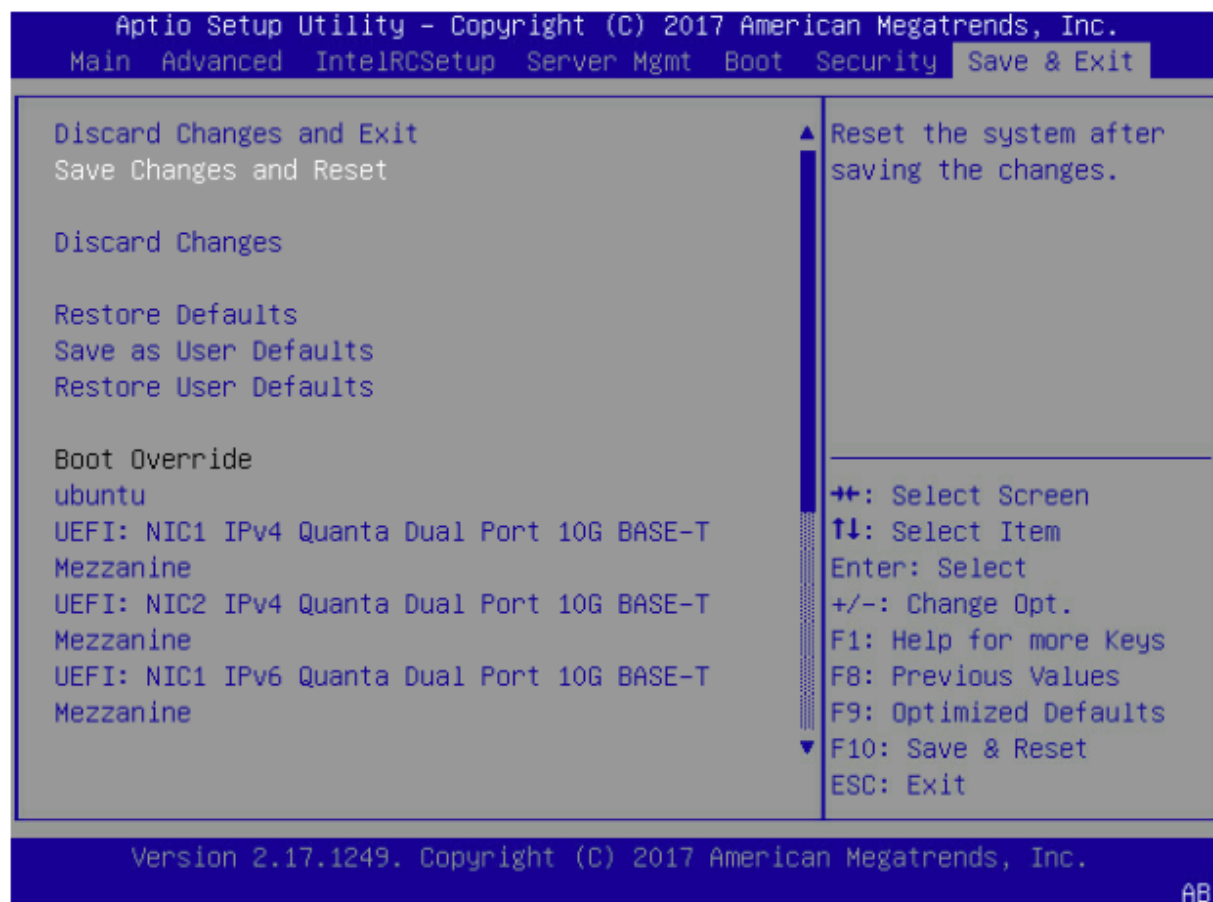 Aptio Setup Utility – Copyright (C) 2017 American Megatrends, Inc.
Main Advanced IntelRCSetup Server Mgmt Boot Security Save & Exit
Discard Changes and Exit
Save Changes and Reset
Discard Changes
Restore Defaults
Save as User Defaults
Restore User Defaults
Boot Override
ubuntu
UEFI: NIC1 IPv4 Quanta Dual Port 10G BASE-T
Mezzanine
UEFI: NIC2 IPv4 Quanta Dual Port 10G BASE-T
Mezzanine
UEFI: NIC1 IPv6 Quanta Dual Port 10G BASE-T
Mezzanine
Reset the system after
saving the changes.
→←: Select Screen
↑↓: Select Item
Enter: Select
+/-: Change Opt.
F1: Help for more Keys
F8: Previous Values
F9: Optimized Defaults
F10: Save & Reset
ESC: Exit
Version 2.17.1249. Copyright (C) 2017 American Megatrends, Inc.
AB